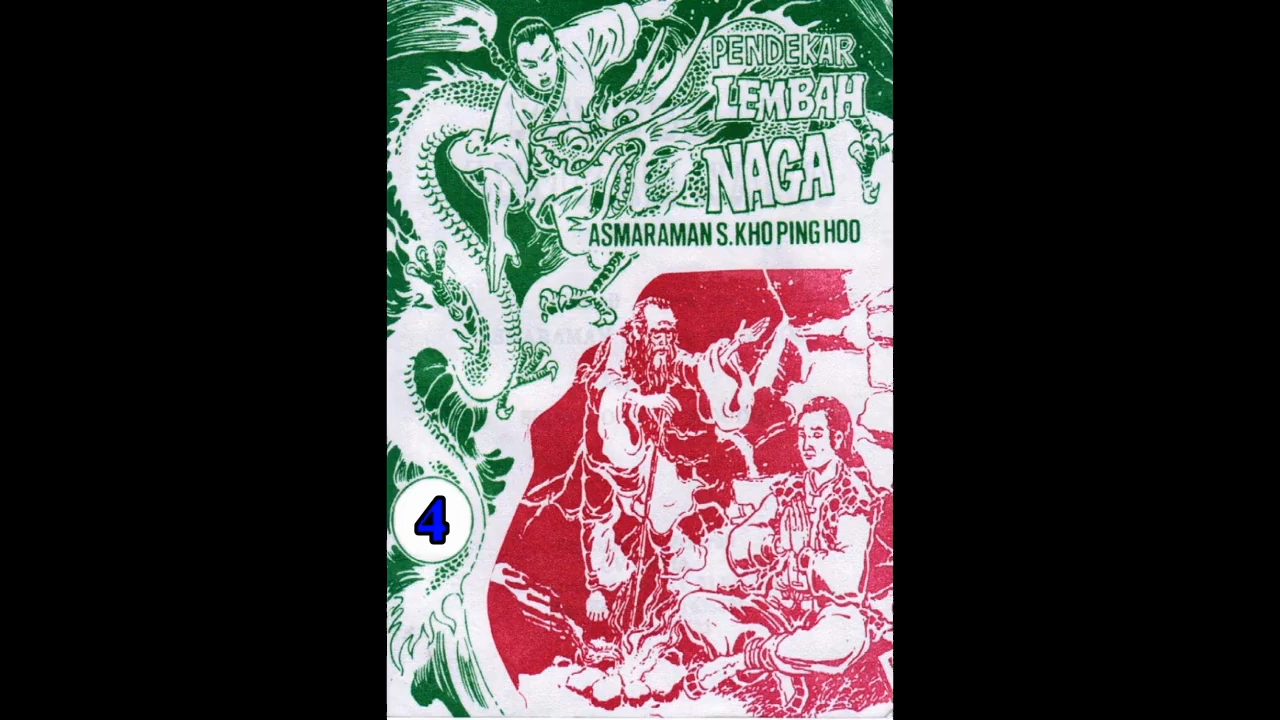 PENDEKAR
LEMBAH
NAGA
ASMARAMAN S. KHO PING HOO
4